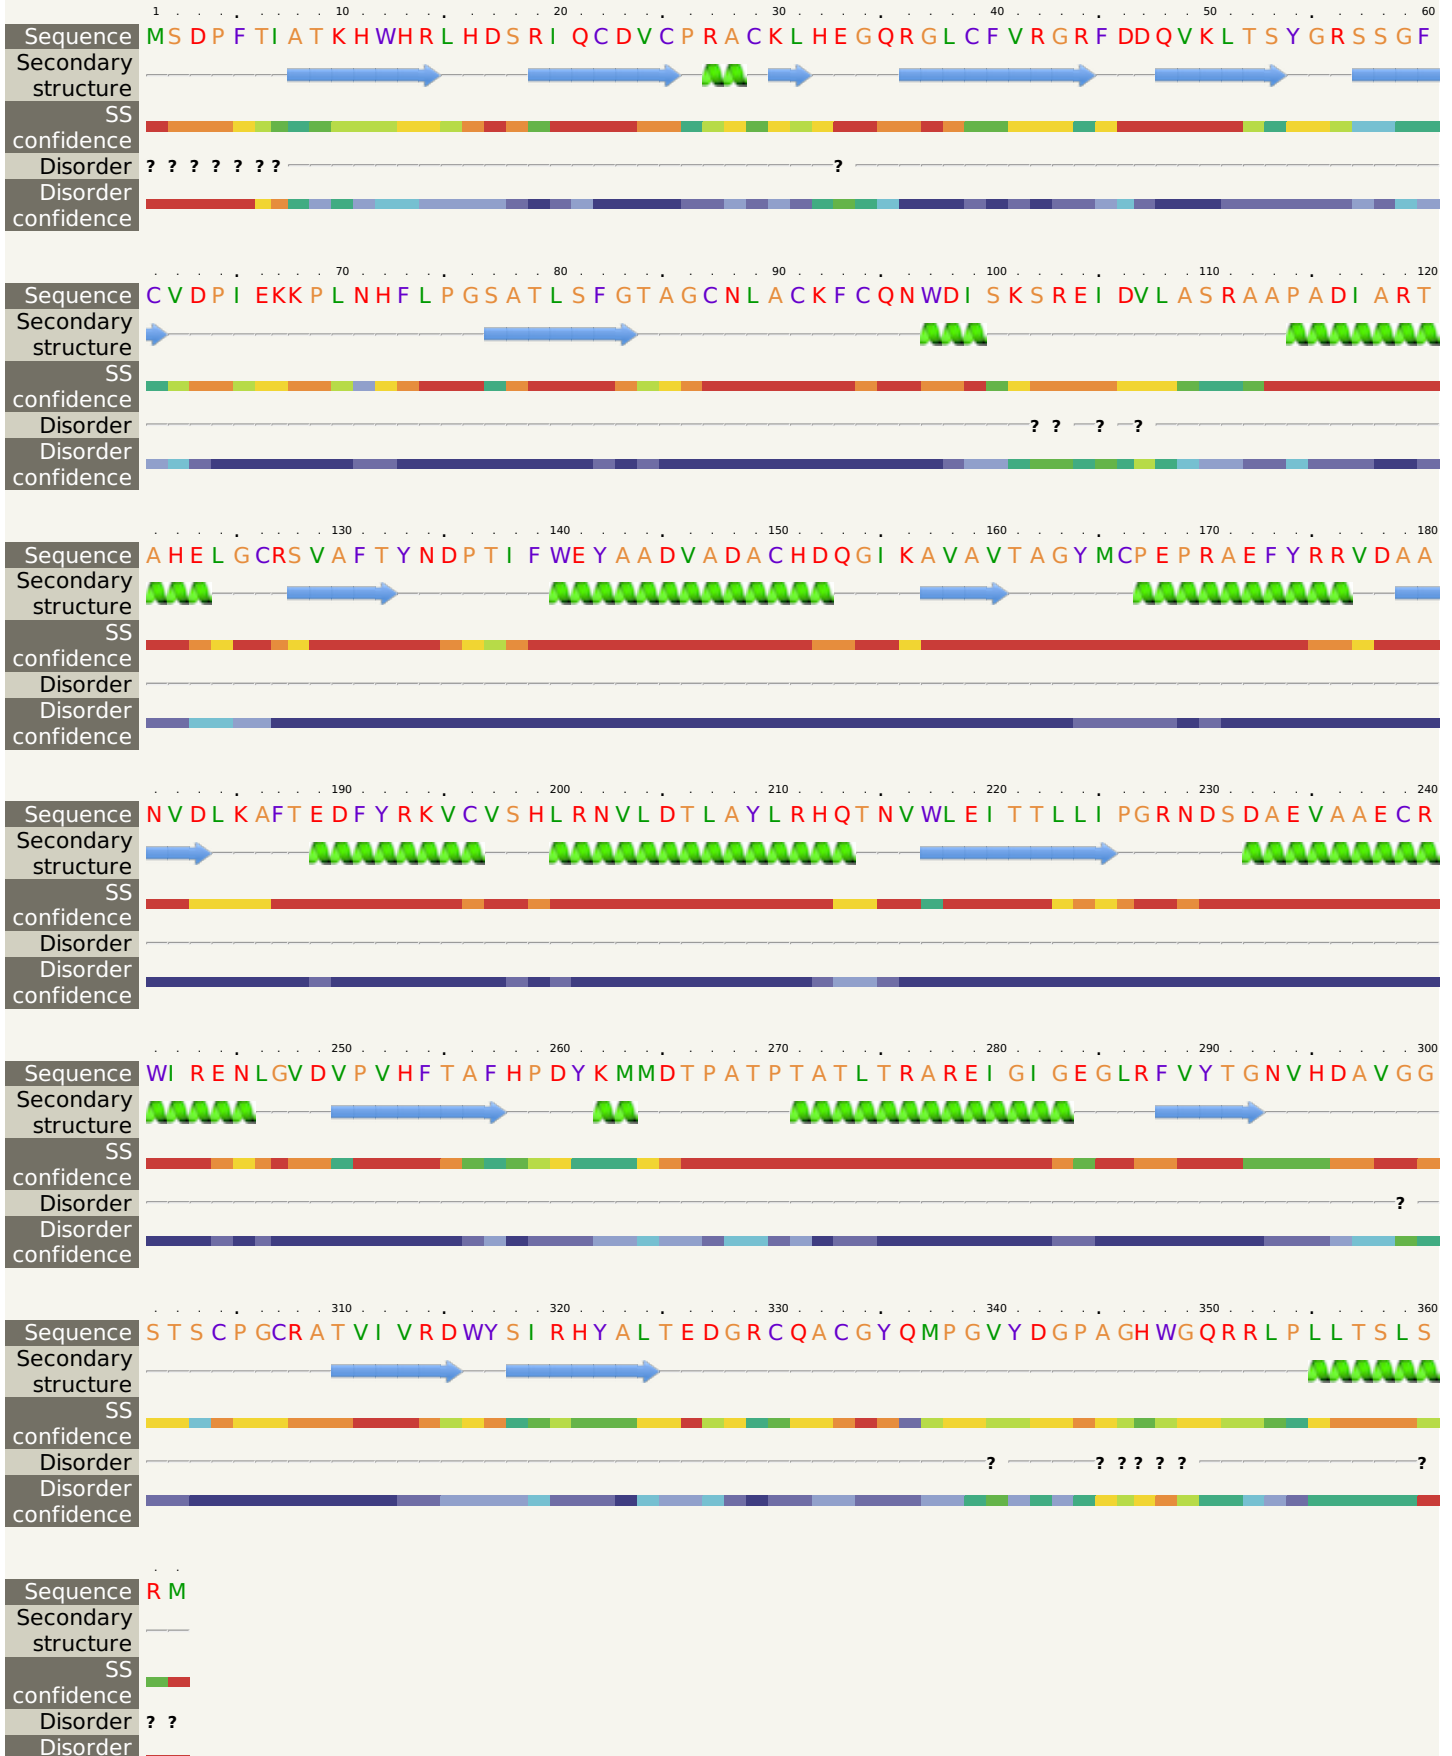 1 10 20 30 40 50 60
Sequence MSDPFTIATKHWHRLHDSRIQCDVCPRACKLHEGQRGLCFVRGRFDDQVKLTSYGRSSGF
Secondary
structure
SS
confidence
Disorder ? ? ? ? ? ? ? ?
Disorder
confidence
70 80 90 100 110 120
Sequence CVDPIEKKPLNHFLPGSATLSFGTAGCNLACKFCQNWDISKSREIDVLASRAAPADIART
Secondary
structure
SS
confidence
Disorder ? ? ? ?
Disorder
confidence
130 140 150 160 170 180
Sequence AHELGCRSVAFTYNDPTIFWEYAADVADACHDQGIKAVAVTAGYMCPEPRAEFYRRVDAA
Secondary
structure
SS
confidence
Disorder
Disorder
confidence
190 200 210 220 230 240
Sequence NVDLKAFTEDFYRKVCVSHLRNVLDTLAYLRHQTNVWLEITTLLIPGRNDSDAEVAAECR
Secondary
structure
SS
confidence
Disorder
Disorder
confidence
250 260 270 280 290 300
Sequence WIRENLGVDVPVHFTAFHPDYKMMDTPATPTATLTRAREIGIGEGLRFVYTGNVHDAVGG
Secondary
structure
SS
confidence
Disorder ?
Disorder
confidence
310 320 330 340 350 360
Sequence STSCPGCRATVIVRDWYSIRHYALTEDGRCQACGYQMPGVYDGPAGHWGQRRLPLLTSLS
Secondary
structure
SS
confidence
Disorder ? ? ? ? ? ? ?
Disorder
confidence
Sequence RM
Secondary
structure
SS
confidence
Disorder ? ?
Disorder